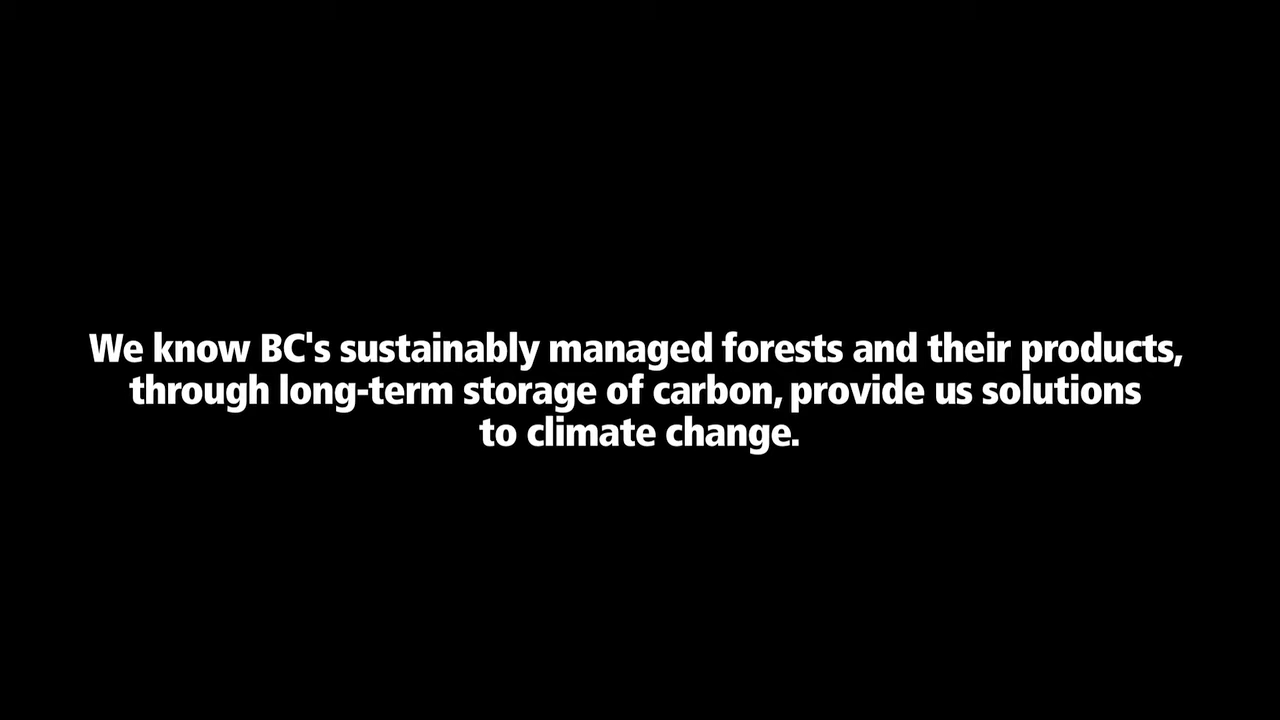 We know BC's sustainably managed forests and their products,
through long-term storage of carbon, provide us solutions
to climate change.